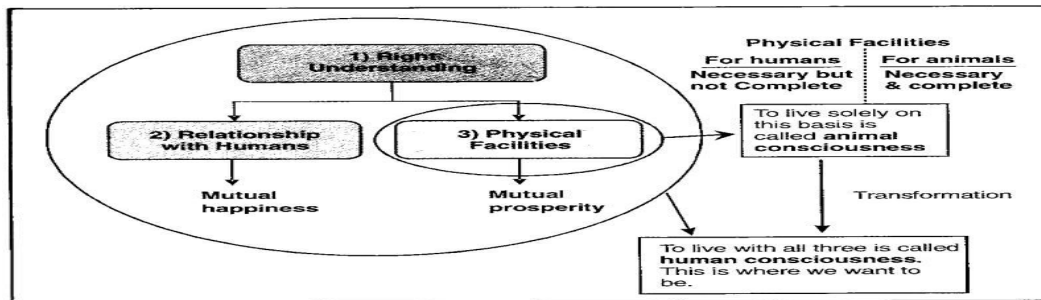 1) Right
Understanding
2) Relationship
with Humans
3) Physical
Facilities
Mutual
happiness
Mutual
prosperity
Physical Facilities
For humans
Necessary but
not Complete
For animals
Necessary
& complete
To live solely on
this basis is
called animal
consciousness
Transformation
To live with all three is called
human consciousness.
This is where we want to
be.